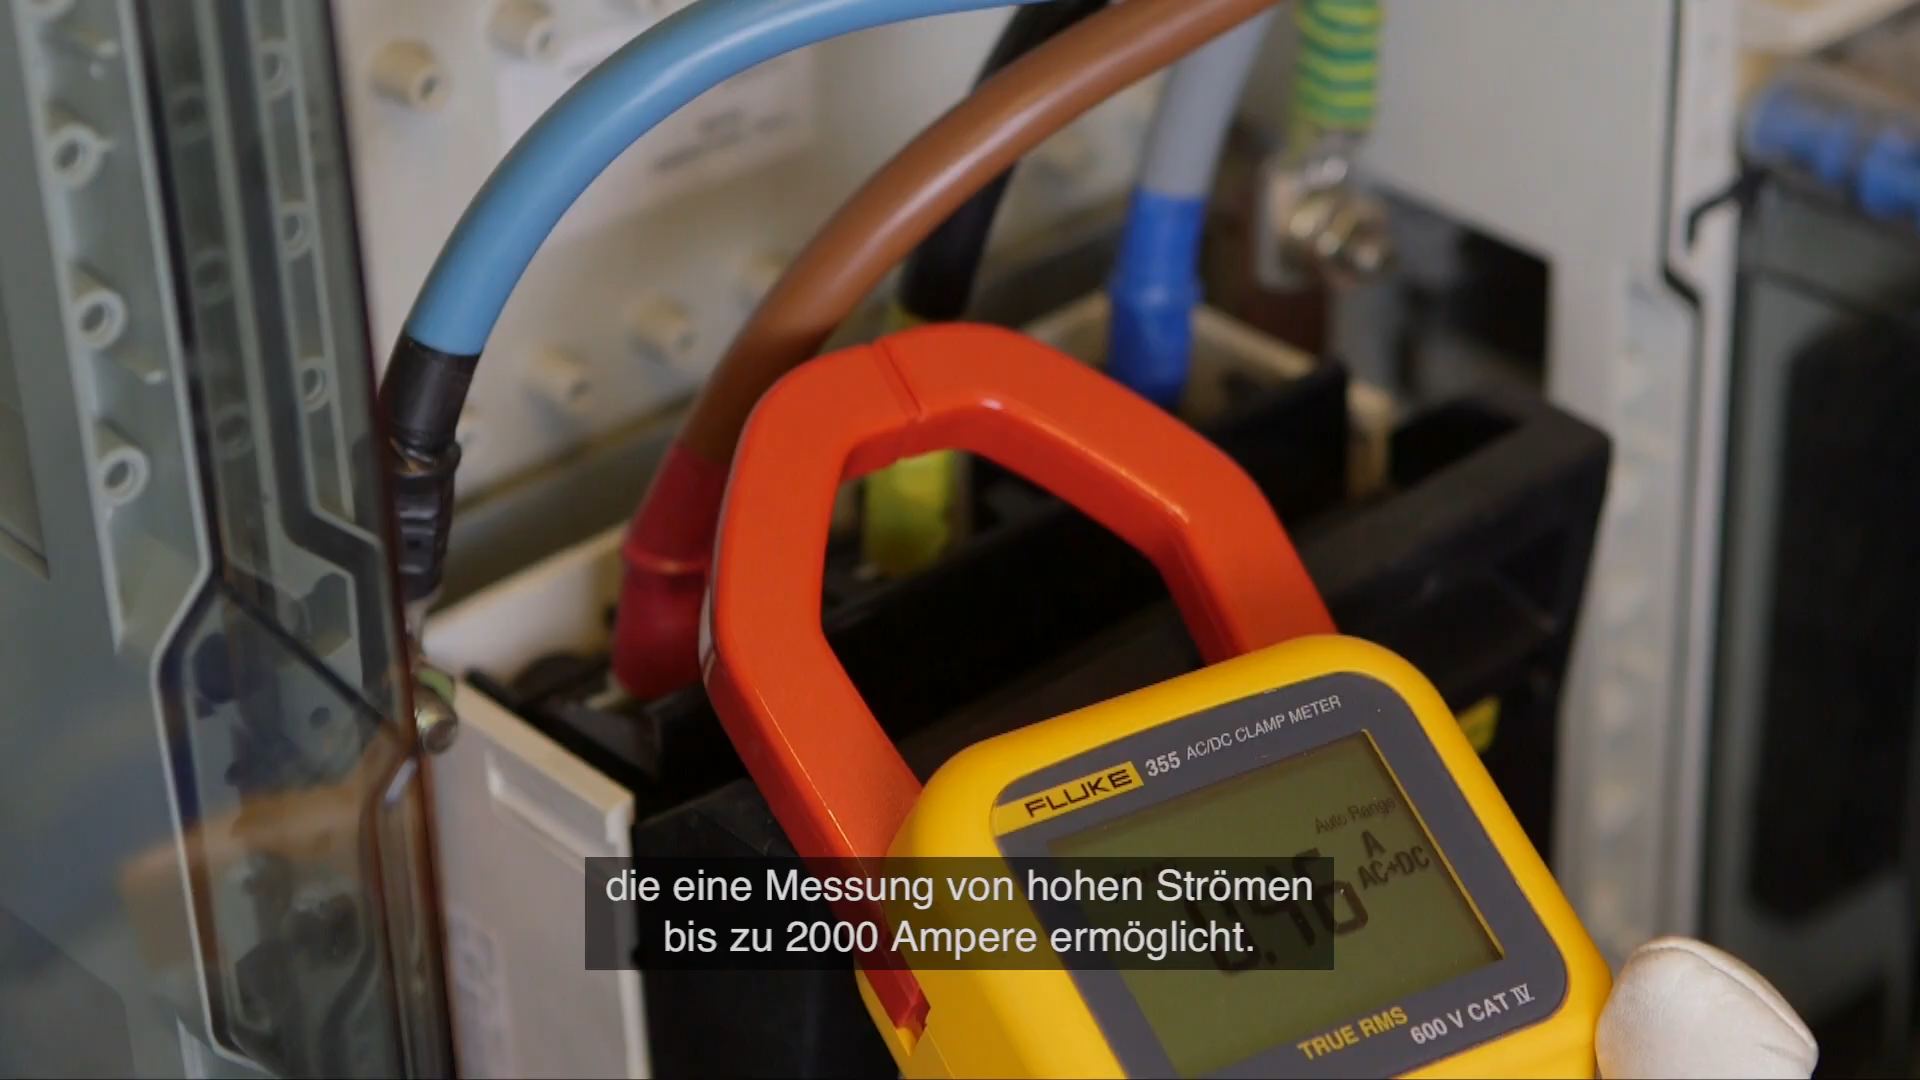 FLUKE 355 AC/DC CLAMP METER
Auto Range
A
AC+DC
die eine Messung von hohen Strömen
bis zu 2000 Ampere ermöglicht.
TRUE RMS 600 V CAT IV